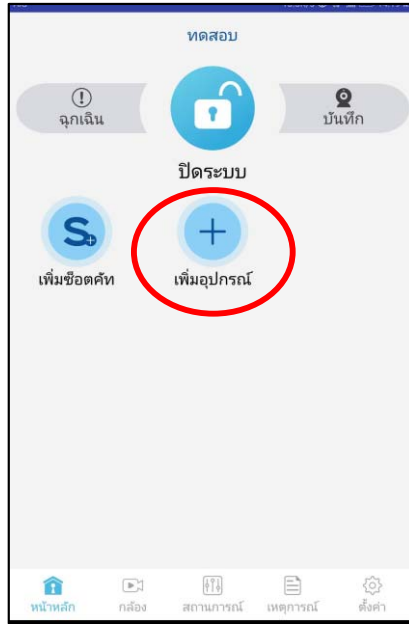 ทดสอบ
ฉุกเฉิน
บันทึก
ปิดระบบ
เพิ่มช็อตคัท
เพิ่มอุปกรณ์
หน้าหลัก
กล้อง
สถานการณ์
เหตุการณ์
ตั้งค่า